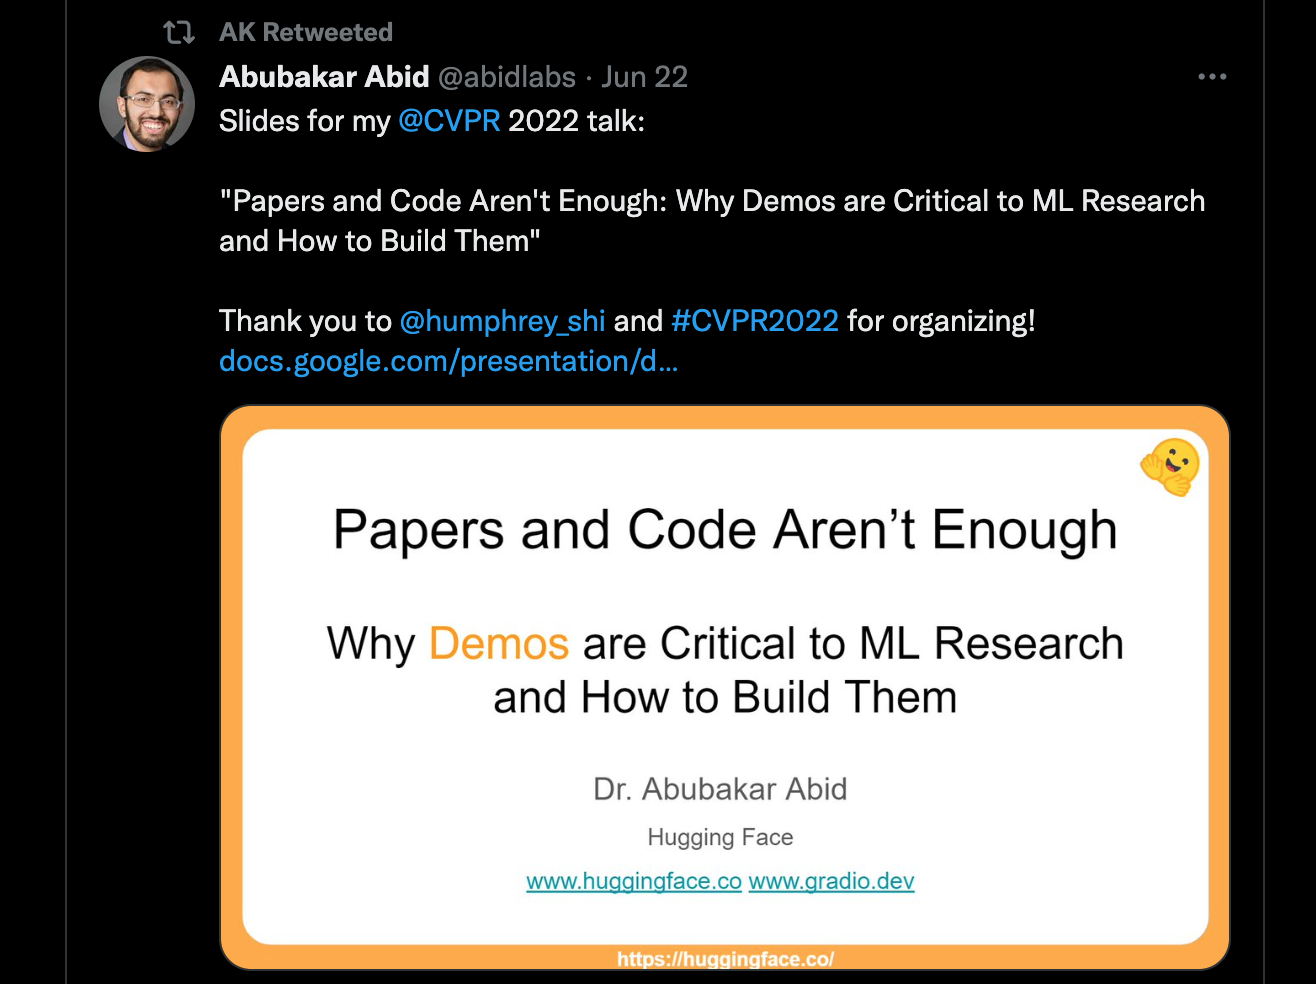 AK Retweeted
Abubakar Abid @abidlabs · Jun 22
Slides for my @CVPR 2022 talk:
"Papers and Code Aren't Enough: Why Demos are Critical to ML Research
and How to Build Them"
Thank you to @humphrey_shi and #CVPR2022 for organizing!
docs.google.com/presentation/d...
Papers and Code Aren’t Enough
Why Demos are Critical to ML Research
and How to Build Them
Dr. Abubakar Abid
Hugging Face
www.huggingface.co www.gradio.dev
https://huggingface.co/